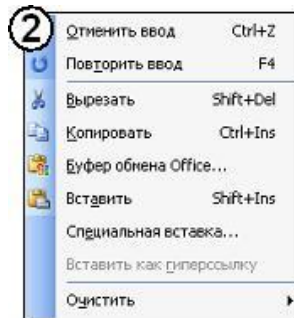 2
Отменить ввод Ctrl+Z
Повторить ввод F4
Вырезать Shift+Del
Копировать Ctrl+Ins
Буфер обмена Office...
Вставить Shift+Ins
Специальная вставка...
Вставить как гиперссылку
Очистить